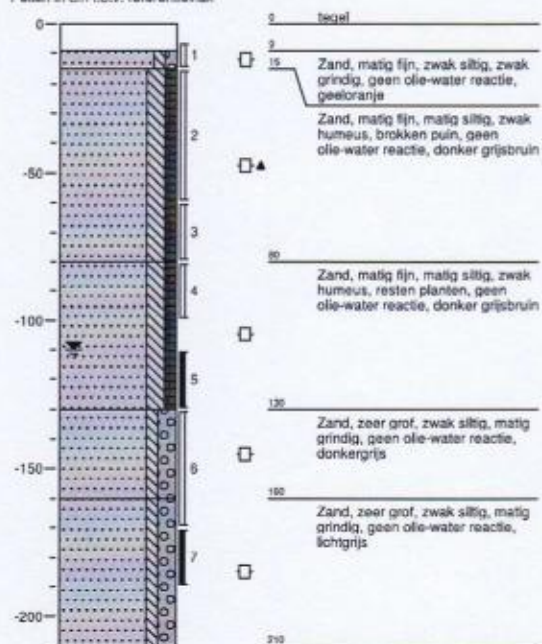 0
0
tegel
9
1
15
Zand, matig fijn, zwak siltig, zwak
grindig, geen olie-water reactie,
geeloranje
Zand, matig fijn, matig siltig, zwak
humeus, brokken puin, geen
olie-water reactie, donker grijsbruin
2
-50
3
80
Zand, matig fijn, matig siltig, zwak
humeus, resten planten, geen
olie-water reactie, donker grijsbruin
4
-100
5
130
Zand, zeer grof, zwak siltig, matig
grindig, geen olie-water reactie,
donkergrijs
6
-150
160
Zand, zeer grof, zwak siltig, matig
grindig, geen olie-water reactie,
lichtgrijs
7
-200
210